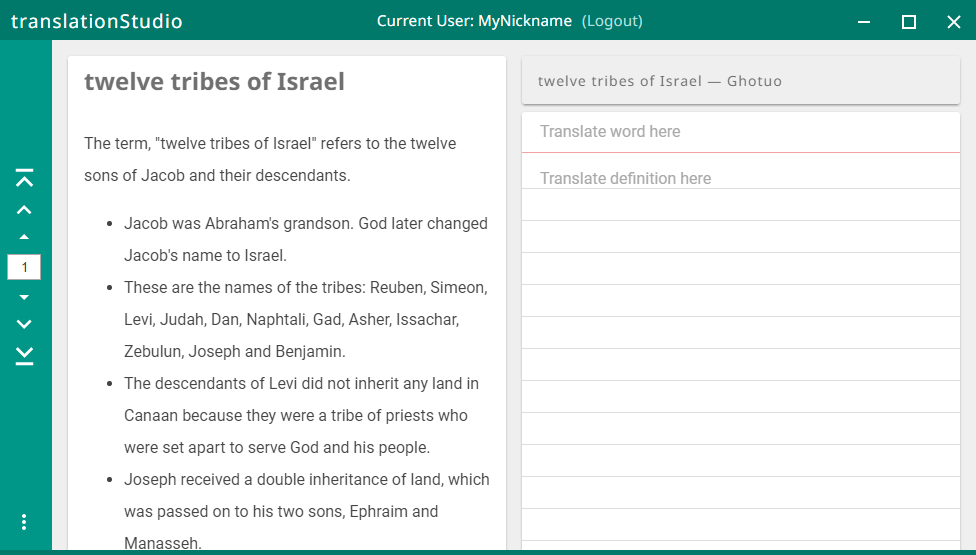 translationStudio
Current User: MyNickname (Logout)
twelve tribes of Israel
The term, "twelve tribes of Israel" refers to the twelve
sons of Jacob and their descendants.
• Jacob was Abraham's grandson. God later changed
Jacob's name to Israel.
• These are the names of the tribes: Reuben, Simeon,
Levi, Judah, Dan, Naphtali, Gad, Asher, Issachar,
Zebulun, Joseph and Benjamin.
• The descendants of Levi did not inherit any land in
Canaan because they were a tribe of priests who
were set apart to serve God and his people.
• Joseph received a double inheritance of land, which
was passed on to his two sons, Ephraim and
Manasseh.
twelve tribes of Israel — Ghotuo
Translate word here
Translate definition here
1